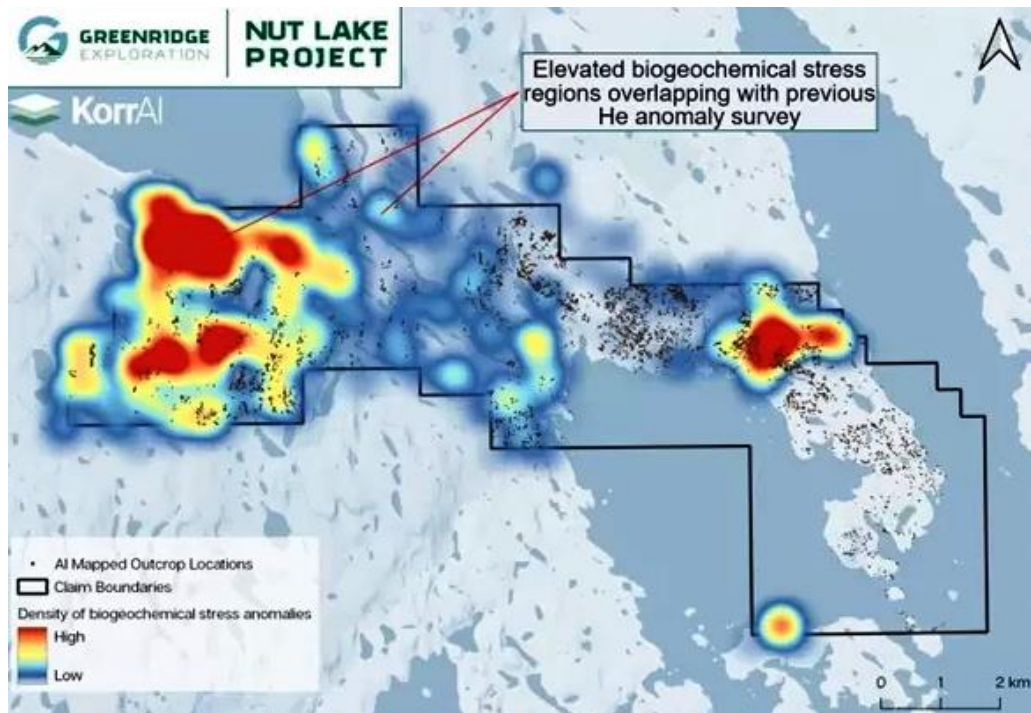 GREENRIDGE
EXPLORATION
NUT LAKE
PROJECT
KorrAI
Elevated biogeochemical stress
regions overlapping with previous
He anomaly survey
AI Mapped Outcrop Locations
Claim Boundaries
Density of biogeochemical stress anomalies
High
Low
0 1 2 km